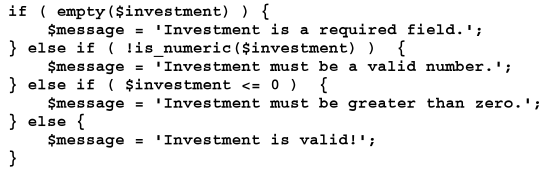 if ( empty($investment) ) {
    $message = 'Investment is a required field.';
} else if ( !is_numeric($investment) )  {
    $message = 'Investment must be a valid number.';
} else if ( $investment <= 0 )  {
    $message = 'Investment must be greater than zero.';
} else {
    $message = 'Investment is valid!';
}